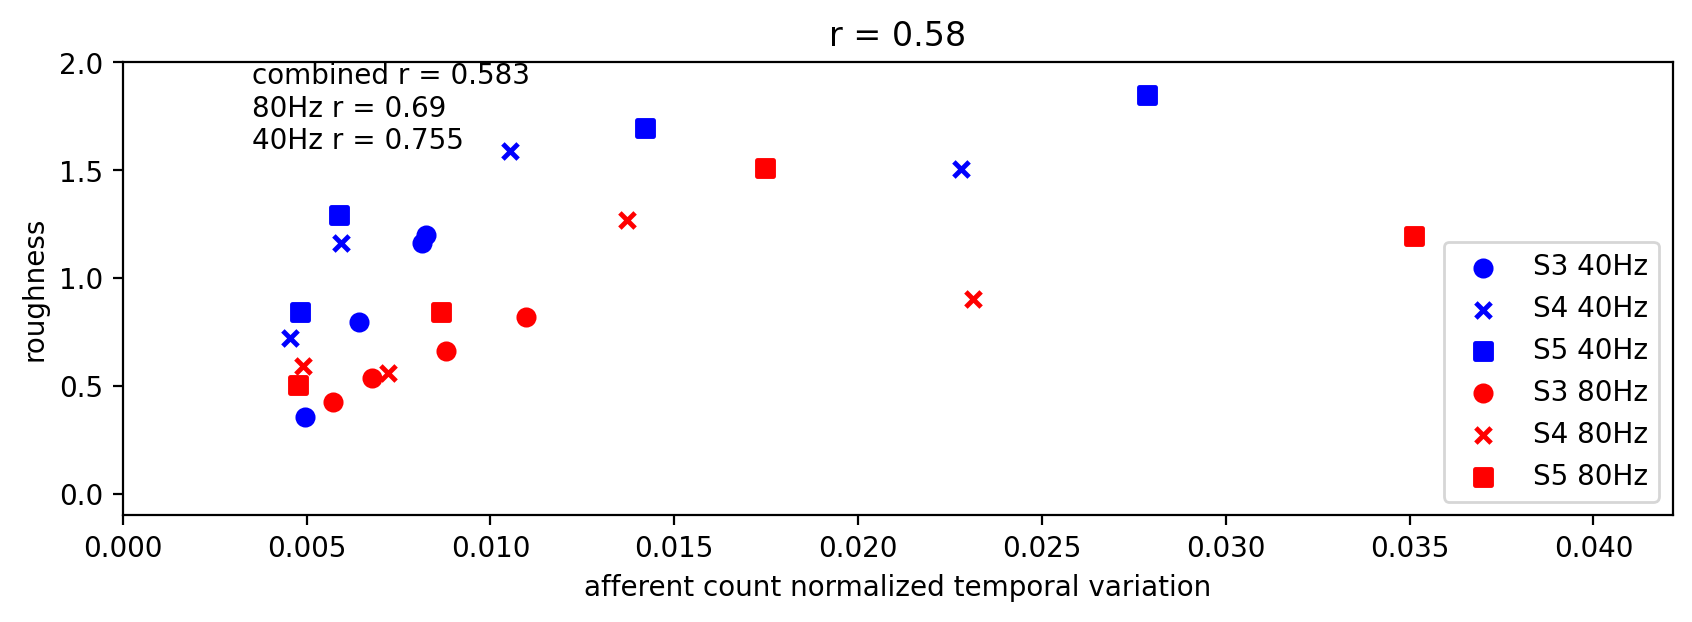 r = 0.58
combined r = 0.583
80Hz r = 0.69
40Hz r = 0.755
2.0
1.5
1.0
0.5
0.0
roughness
S3 40Hz
S4 40Hz
S5 40Hz
S3 80Hz
S4 80Hz
S5 80Hz
0.000 0.005 0.010 0.015 0.020 0.025 0.030 0.035 0.040
afferent count normalized temporal variation